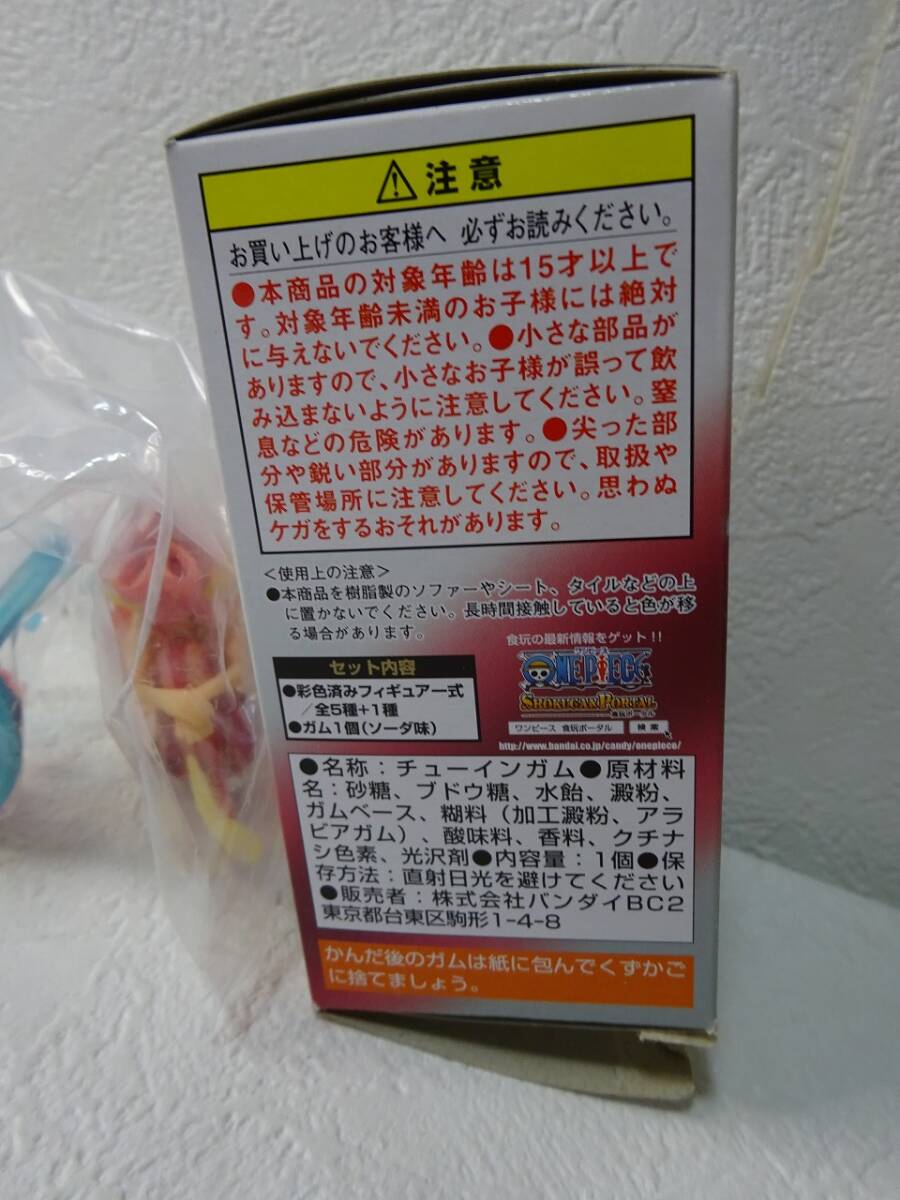 注意
お買い上げのお客様へ 必ずお読みください。
●本商品の対象年齢は15才以上で
す。対象年齢未満のお子様には絶対
に与えないでください。●小さな部品が
ありますので、小さなお子様が誤って飲
み込まないように注意してください。窒
息などの危険があります。●尖った部
分や鋭い部分がありますので、取扱や
保管場所に注意してください。思わぬ
ケガをするおそれがあります。
<使用上の注意>
●本商品を樹脂製のソファーやシート、タイルなどの上
に置かないでください。長時間接触していると色が移
る場合があります。
食玩の最新情報をゲット!!
ワンピース
ONE PIECE
SHOKUGAN PORTAL
食玩ポータル
ワンピース 食玩ポータル 検索
http://www.bandai.co.jp/candy/onepiece/
セット内容
●彩色済みフィギュア一式
/全5種+1種
●ガム1個(ソーダ味)
●名称:チューインガム●原材料
名:砂糖、ブドウ糖、水飴、澱粉、
ガムベース、糊料(加工澱粉、アラ
ビアガム)、酸味料、香料、クチナ
シ色素、光沢剤●内容量:1個●保
存方法:直射日光を避けてください
●販売者:株式会社バンダイBC2
東京都台東区駒形1-4-8
かんだ後のガムは紙に包んでくずかご
に捨てましょう。